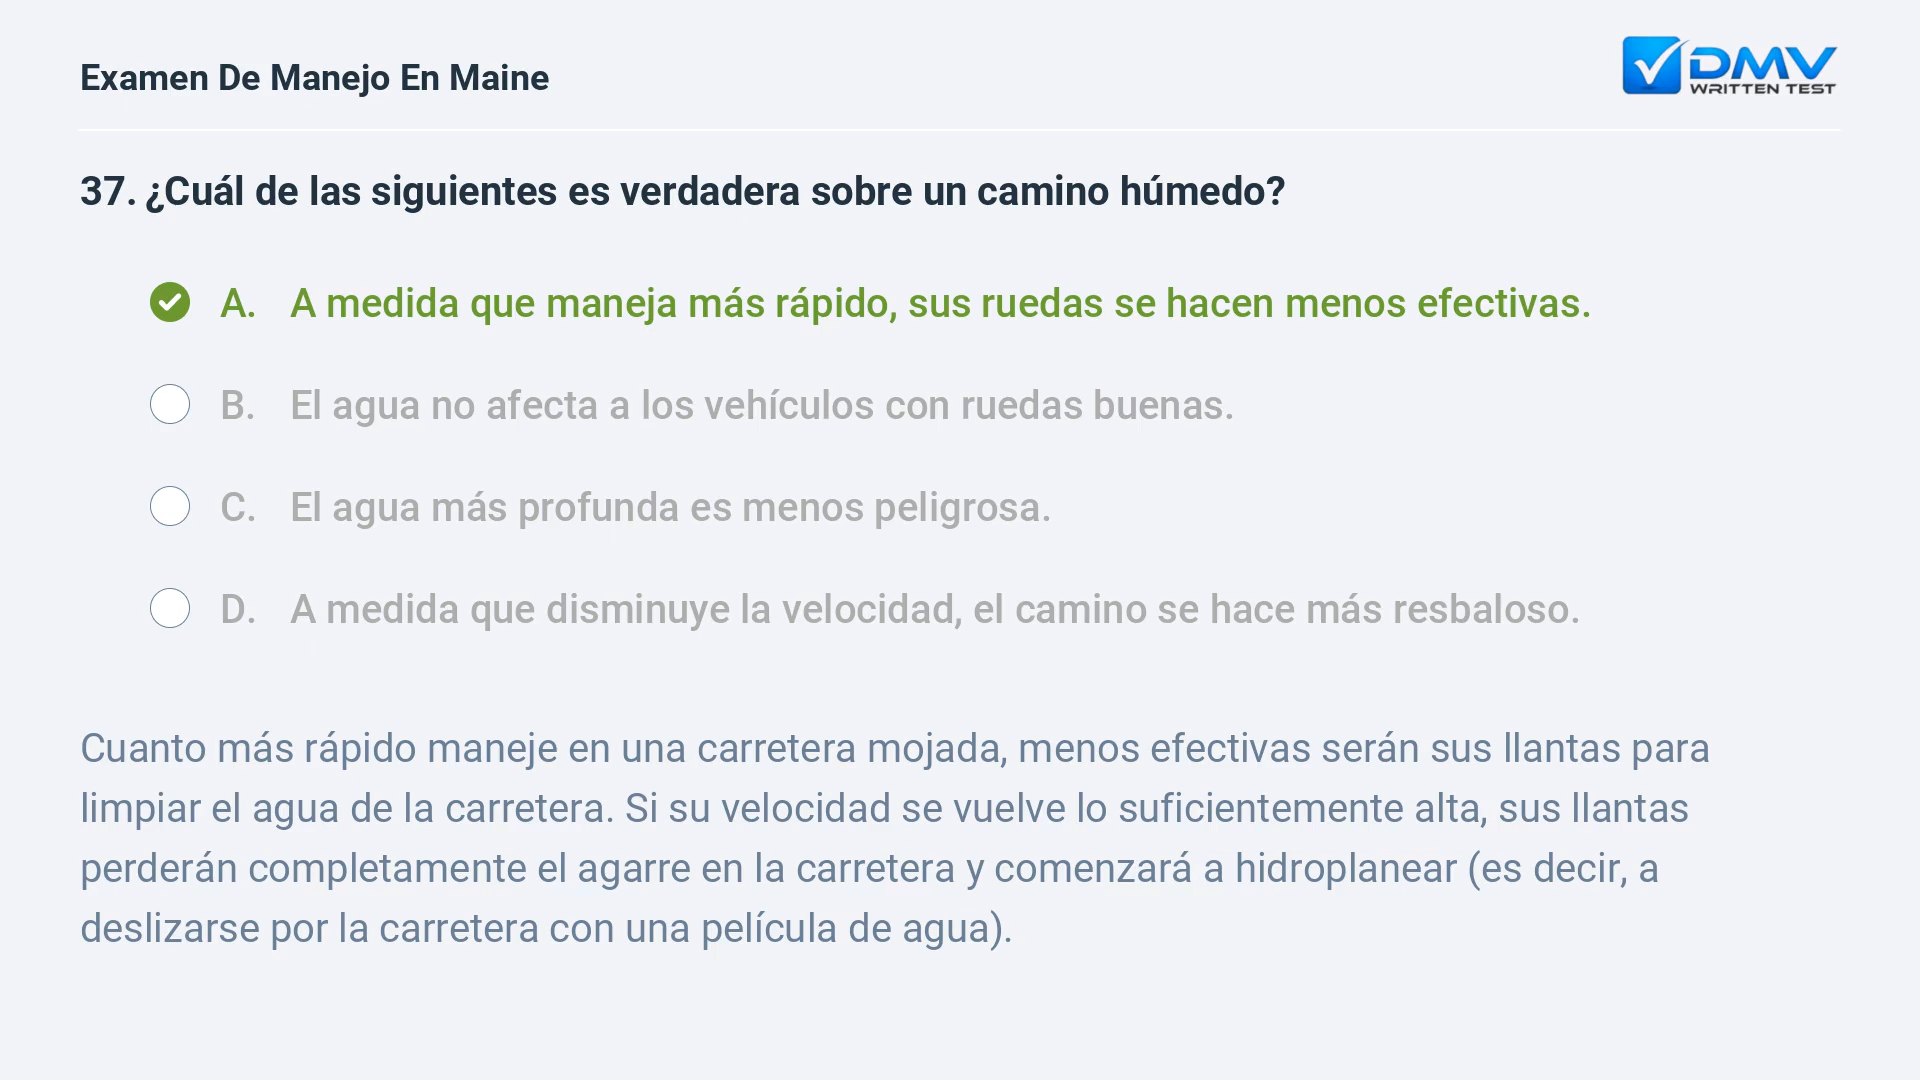 Examen De Manejo En Maine
DMV
WRITTEN TEST
37. ¿Cuál de las siguientes es verdadera sobre un camino húmedo?
A. A medida que maneja más rápido, sus ruedas se hacen menos efectivas.
B. El agua no afecta a los vehículos con ruedas buenas.
C. El agua más profunda es menos peligrosa.
D. A medida que disminuye la velocidad, el camino se hace más resbaloso.
Cuanto más rápido maneje en una carretera mojada, menos efectivas serán sus llantas para
limpiar el agua de la carretera. Si su velocidad se vuelve lo suficientemente alta, sus llantas
perderán completamente el agarre en la carretera y comenzará a hidroplanear (es decir, a
deslizarse por la carretera con una película de agua).